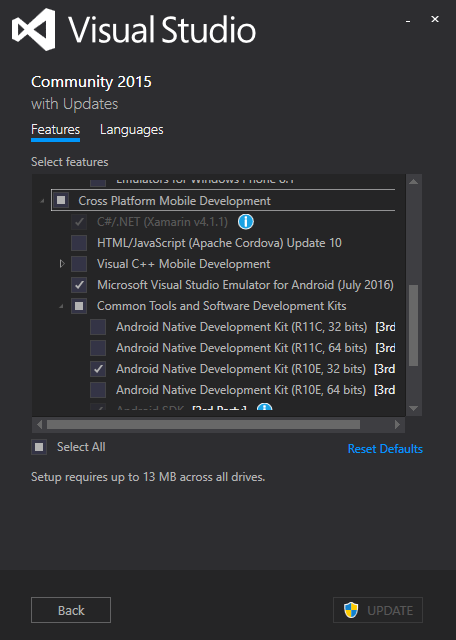 Visual Studio
Community 2015
with Updates
Features Languages
Select features
Emulators for Windows Phone 8.1
Cross Platform Mobile Development
C#/.NET (Xamarin v4.1.1)
HTML/JavaScript (Apache Cordova) Update 10
Visual C++ Mobile Development
Microsoft Visual Studio Emulator for Android (July 2016)
Common Tools and Software Development Kits
Android Native Development Kit (R11C, 32 bits) [3rd
Android Native Development Kit (R11C, 64 bits) [3rd
Android Native Development Kit (R10E, 32 bits) [3rd
Android Native Development Kit (R10E, 64 bits) [3rd
Android SDK [3rd Party]
Select All
Reset Defaults
Setup requires up to 13 MB across all drives.
Back
UPDATE